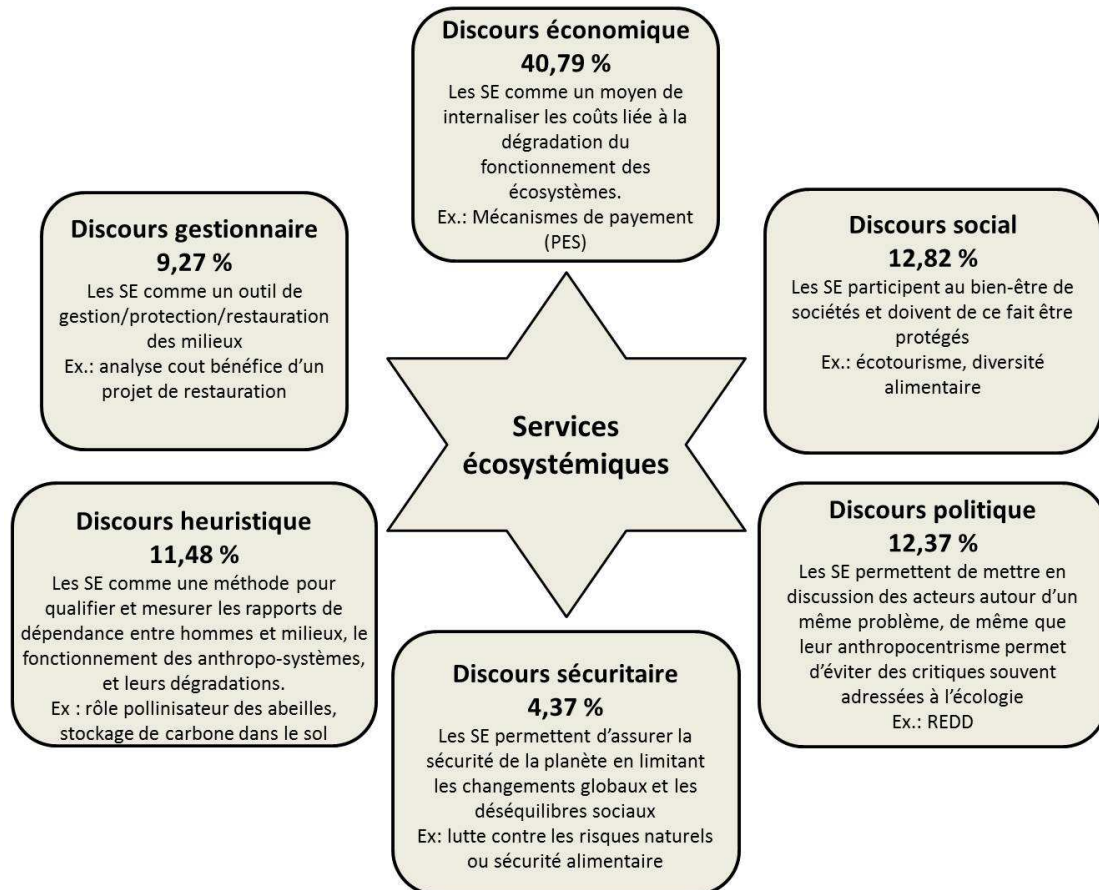 Discours économique
40,79 %
Les SE comme un moyen de
internaliser les coûts liée à la
dégradation du
fonctionnement des
écosystèmes.
Ex.: Mécanismes de payement
(PES)
Discours gestionnaire
9,27 %
Les SE comme un outil de
gestion/protection/restauration
des milieux
Ex.: analyse cout bénéfice d’un
projet de restauration
Discours social
12,82 %
Les SE participent au bien-être de
sociétés et doivent de ce fait être
protégés
Ex.: écotourisme, diversité
alimentaire
Services
écosystémiques
Discours heuristique
11,48 %
Les SE comme une méthode pour
qualifier et mesurer les rapports de
dépendance entre hommes et milieux, le
fonctionnement des anthropo-systèmes,
et leurs dégradations.
Ex : rôle pollinisateur des abeilles,
stockage de carbone dans le sol
Discours politique
12,37 %
Les SE permettent de mettre en
discussion des acteurs autour d’un
même problème, de même que
leur anthropocentrisme permet
d’éviter des critiques souvent
adressées à l’écologie
Ex.: REDD
Discours sécuritaire
4,37 %
Les SE permettent d’assurer la
sécurité de la planète en limitant
les changements globaux et les
déséquilibres sociaux
Ex: lutte contre les risques naturels
ou sécurité alimentaire